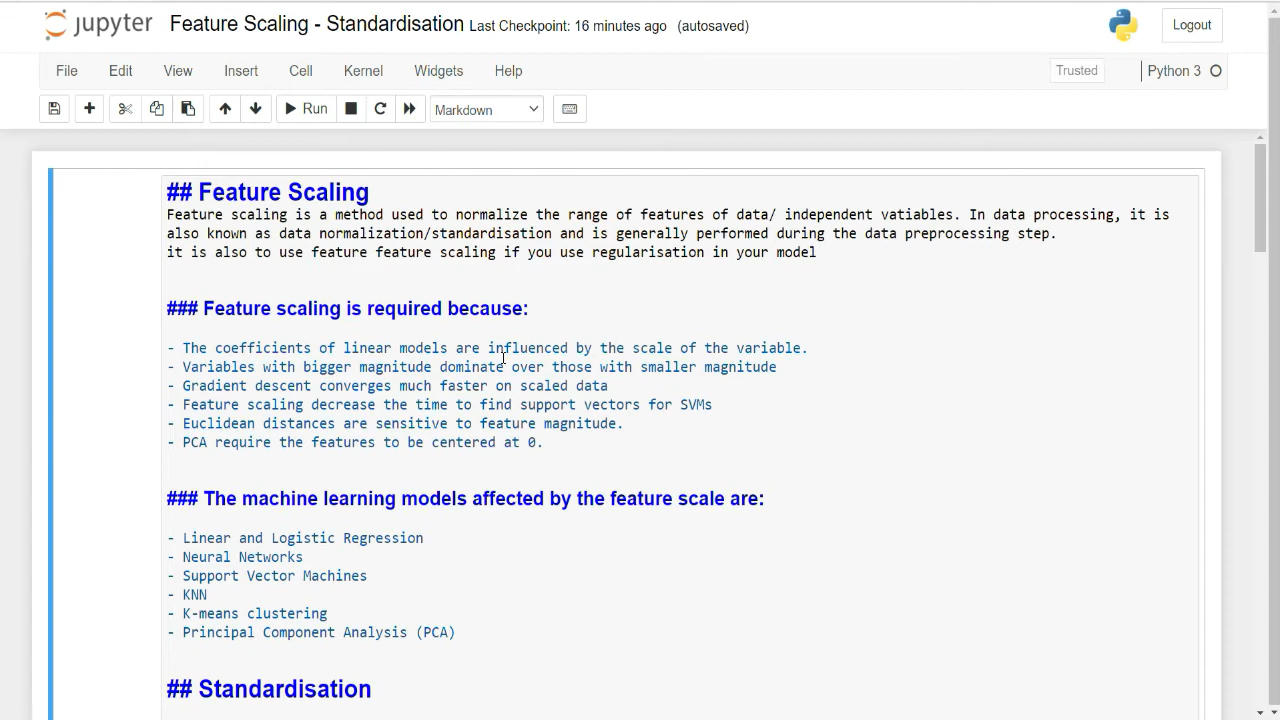 jupyter Feature Scaling - Standardisation Last Checkpoint: 16 minutes ago (autosaved) Logout
File Edit View Insert Cell Kernel Widgets Help Trusted Python 3
Run Markdown
## Feature Scaling
Feature scaling is a method used to normalize the range of features of data/ independent vatiables. In data processing, it is
also known as data normalization/standardisation and is generally performed during the data preprocessing step.
it is also to use feature feature scaling if you use regularisation in your model
### Feature scaling is required because:
- The coefficients of linear models are influenced by the scale of the variable.
- Variables with bigger magnitude dominate over those with smaller magnitude
- Gradient descent converges much faster on scaled data
- Feature scaling decrease the time to find support vectors for SVMs
- Euclidean distances are sensitive to feature magnitude.
- PCA require the features to be centered at 0.
### The machine learning models affected by the feature scale are:
- Linear and Logistic Regression
- Neural Networks
- Support Vector Machines
- KNN
- K-means clustering
- Principal Component Analysis (PCA)
## Standardisation